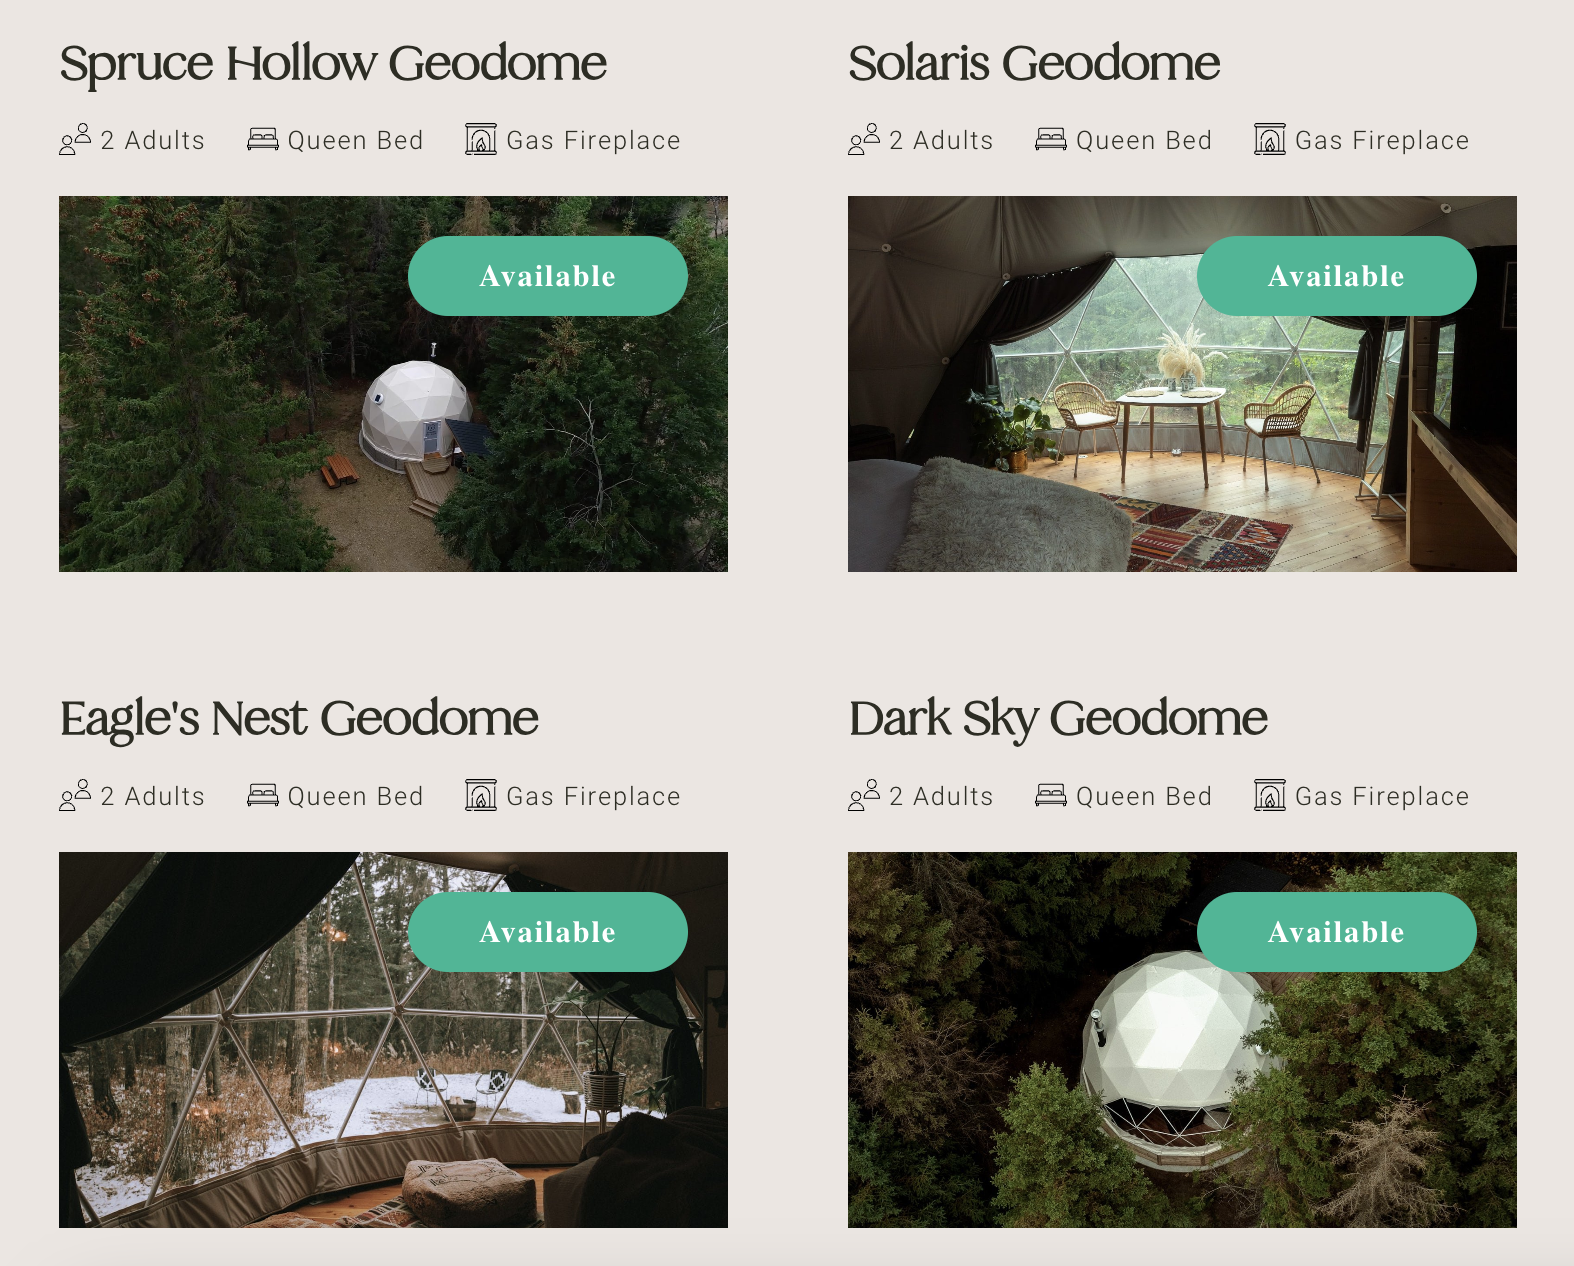 Spruce Hollow Geodome
2 Adults Queen Bed Gas Fireplace
Available
Solaris Geodome
2 Adults Queen Bed Gas Fireplace
Available
Eagle's Nest Geodome
2 Adults Queen Bed Gas Fireplace
Available
Dark Sky Geodome
2 Adults Queen Bed Gas Fireplace
Available